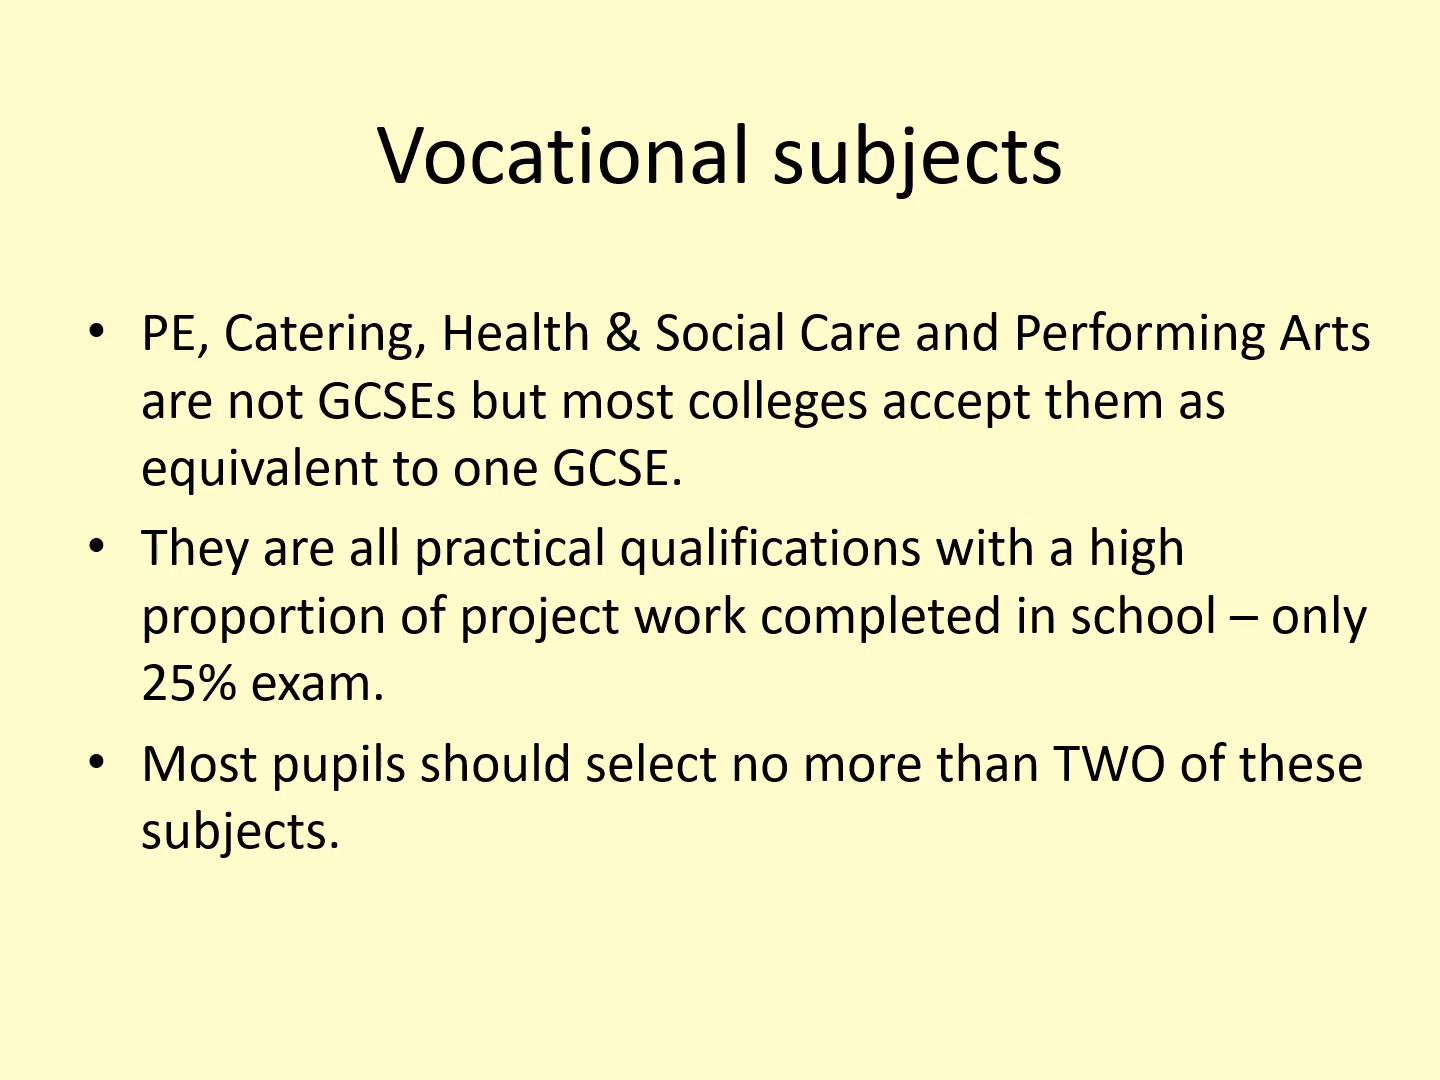 Vocational subjects
• PE, Catering, Health & Social Care and Performing Arts
are not GCSEs but most colleges accept them as
equivalent to one GCSE.
• They are all practical qualifications with a high
proportion of project work completed in school – only
25% exam.
• Most pupils should select no more than TWO of these
subjects.